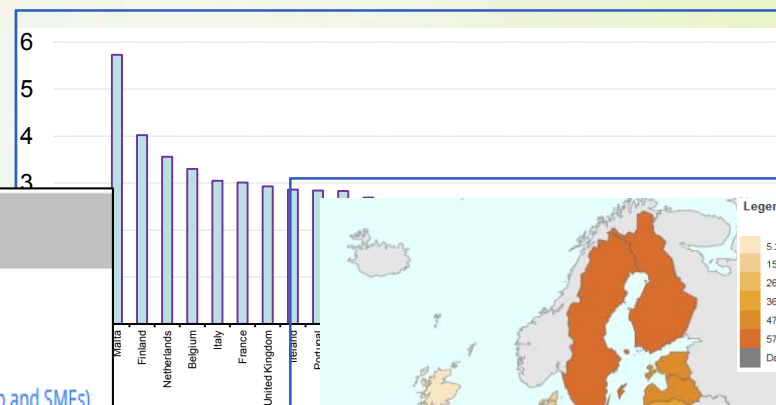 6
5
4
3
Malta
Finland
Netherlands
Belgium
Italy
France
United Kingdom
Ireland
Portugal
and SMEs)
Legen
5.
15
26
36
47
57
Da